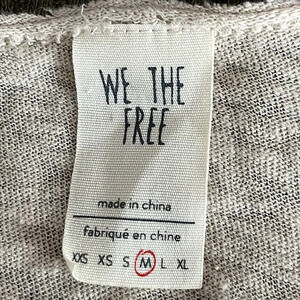 WE THE
FREE
made in china
fabriqué en chine
XXS XS S M L XL